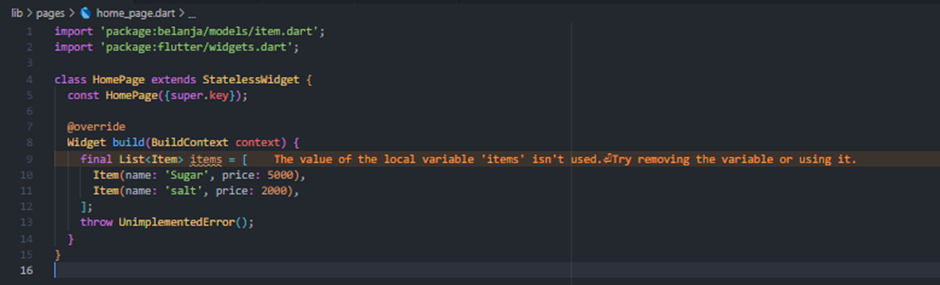 lib > pages > home_page.dart > ...
1 import 'package:belanja/models/item.dart';
2 import 'package:flutter/widgets.dart';
3
4 class HomePage extends StatelessWidget {
5 const HomePage({super.key});
6
7 @override
8 Widget build(BuildContext context) {
9 final List<Item> items = [ The value of the local variable 'items' isn't used.⏎Try removing the variable or using it.
10 Item(name: 'Sugar', price: 5000),
11 Item(name: 'salt', price: 2000),
12 ];
13 throw UnimplementedError();
14 }
15 }
16